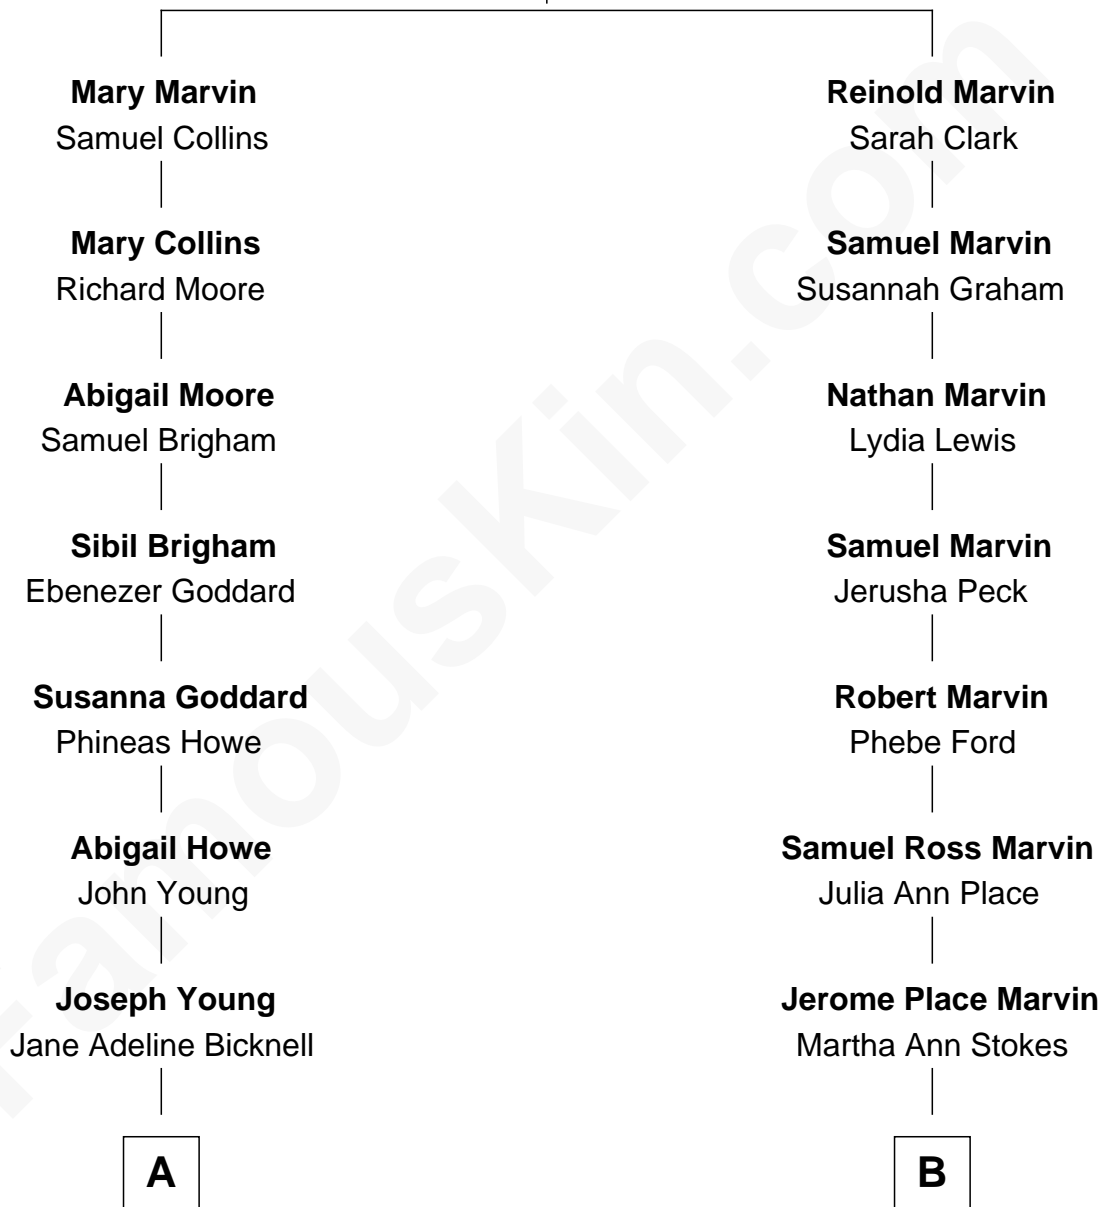 Mary Marvin
Samuel Collins
Mary Collins
Richard Moore
Abigail Moore
Samuel Brigham
Sibil Brigham
Ebenezer Goddard
Susanna Goddard
Phineas Howe
Abigail Howe
John Young
Joseph Young
Jane Adeline Bicknell
A
Reinold Marvin
Sarah Clark
Samuel Marvin
Susannah Graham
Nathan Marvin
Lydia Lewis
Samuel Marvin
Jerusha Peck
Robert Marvin
Phebe Ford
Samuel Ross Marvin
Julia Ann Place
Jerome Place Marvin
Martha Ann Stokes
B
FamousKin.com